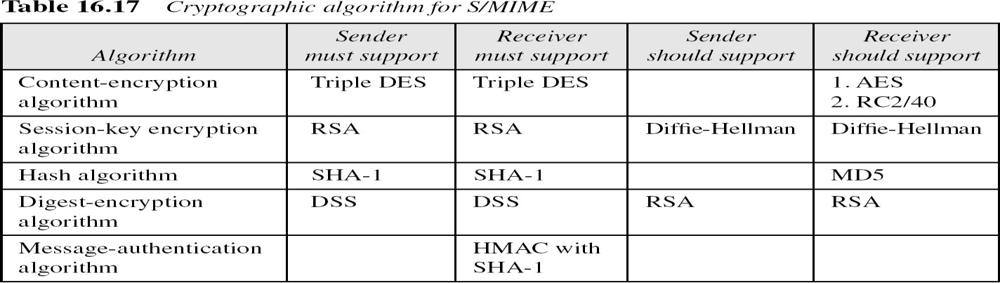 Table 16.17 Cryptographic algorithm for S/MIME
Algorithm Sender must support Receiver must support Sender should support Receiver should support
Content-encryption algorithm Triple DES Triple DES 1. AES 2. RC2/40
Session-key encryption algorithm RSA RSA Diffie-Hellman Diffie-Hellman
Hash algorithm SHA-1 SHA-1 MD5
Digest-encryption algorithm DSS DSS RSA RSA
Message-authentication algorithm HMAC with SHA-1